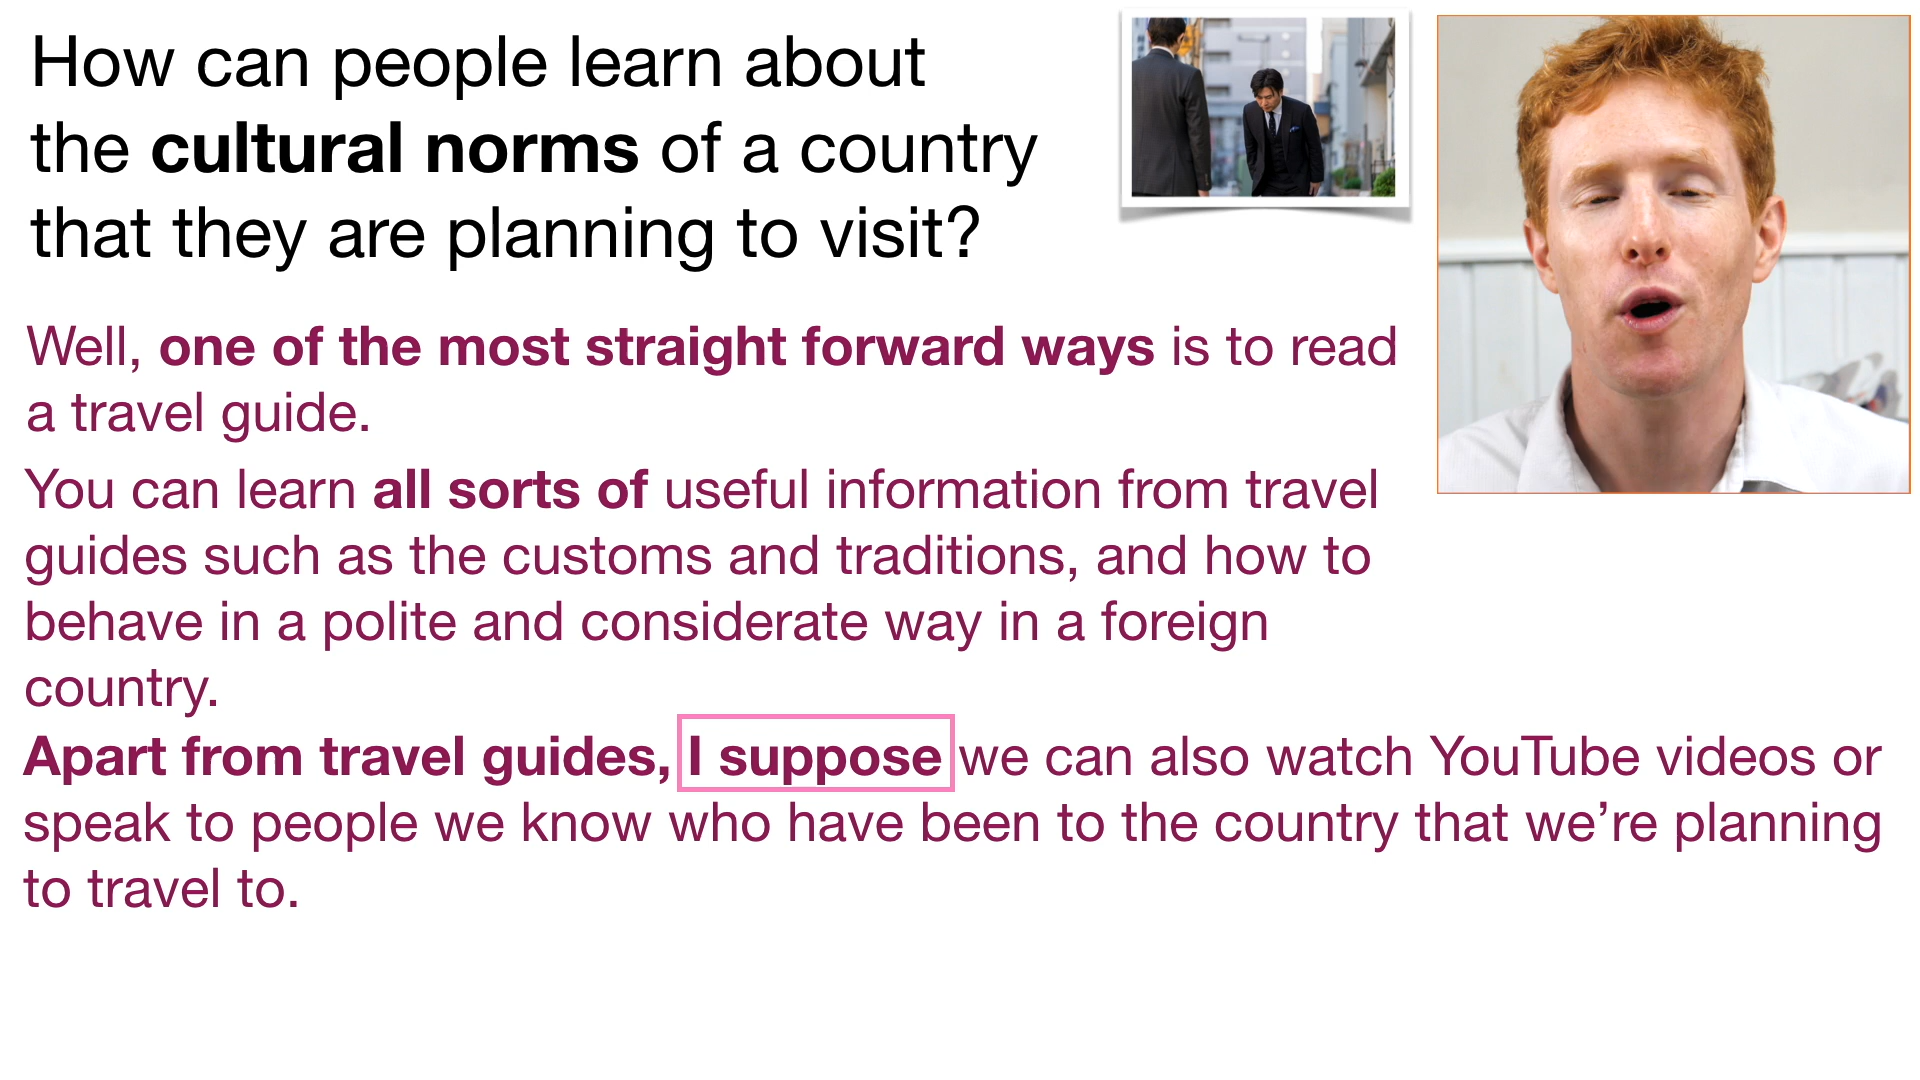 How can people learn about
the cultural norms of a country
that they are planning to visit?
Well, one of the most straight forward ways is to read
a travel guide.
You can learn all sorts of useful information from travel
guides such as the customs and traditions, and how to
behave in a polite and considerate way in a foreign
country.
Apart from travel guides, I suppose we can also watch YouTube videos or
speak to people we know who have been to the country that we’re planning
to travel to.